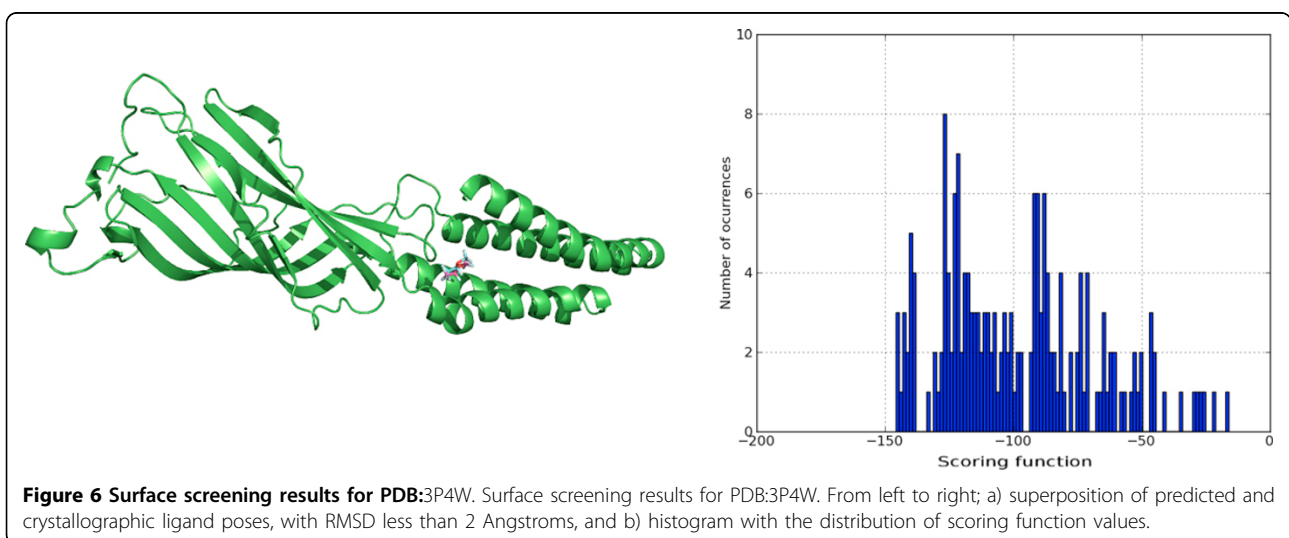 10
8
6
4
2
0
Number of ocurrences
−200
−150
−100
−50
0
Scoring function
Figure 6 Surface screening results for PDB:3P4W. Surface screening results for PDB:3P4W. From left to right; a) superposition of predicted and
crystallographic ligand poses, with RMSD less than 2 Angstroms, and b) histogram with the distribution of scoring function values.